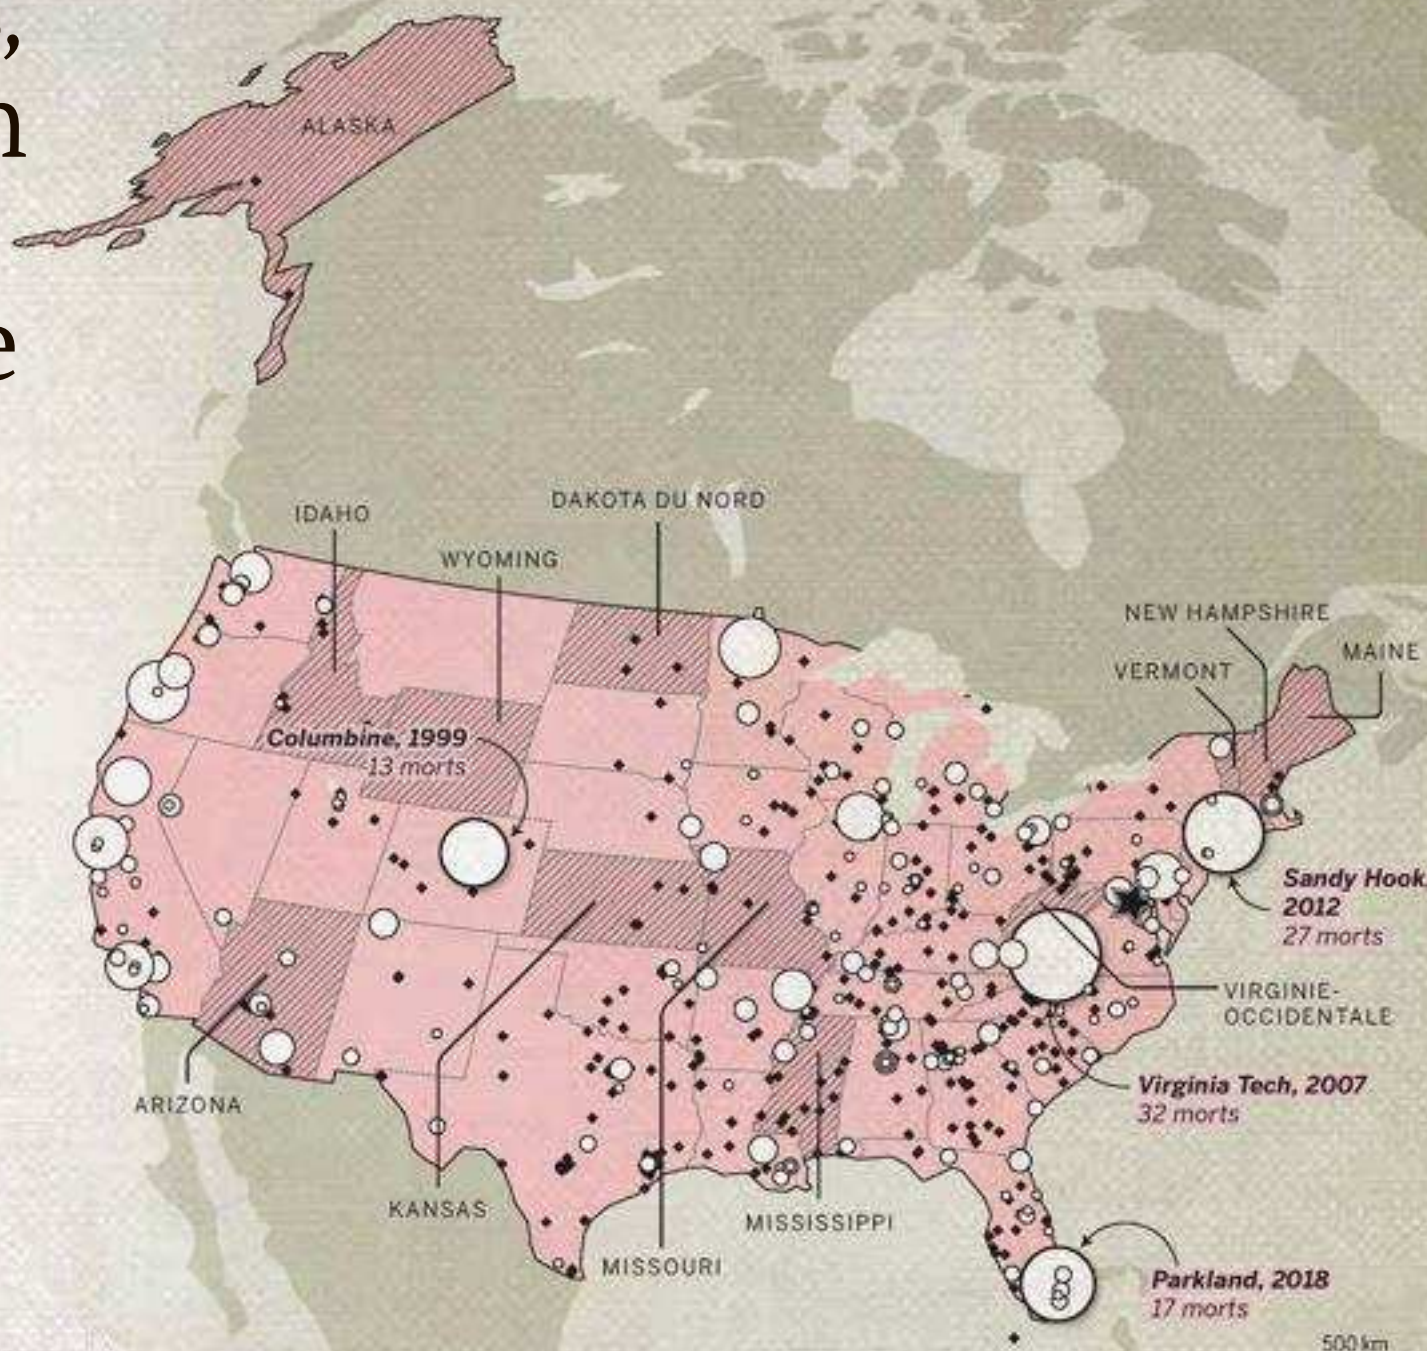 ,
n
e
ALASKA
IDAHO
DAKOTA DU NORD
WYOMING
NEW HAMPSHIRE
MAINE
VERMONT
Columbine, 1999
13 morts
Sandy Hook,
2012
27 morts
VIRGINIE-
OCCIDENTALE
Virginia Tech, 2007
32 morts
ARIZONA
KANSAS
MISSISSIPPI
MISSOURI
Parkland, 2018
17 morts
500 km